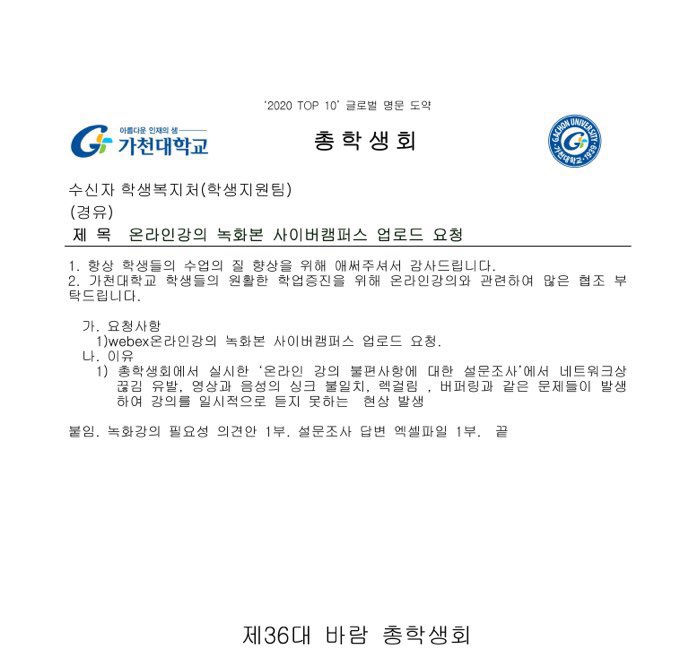 '2020 TOP 10' 글로벌 명문 도약
아름다운 인재의 샘
가천대학교
총학생회
GACHON UNIVERSITY
가천대학교 · 1939
수신자 학생복지처(학생지원팀)
(경유)
제 목 온라인강의 녹화본 사이버캠퍼스 업로드 요청
1. 항상 학생들의 수업의 질 향상을 위해 애써주셔서 감사드립니다.
2. 가천대학교 학생들의 원활한 학업증진을 위해 온라인강의와 관련하여 많은 협조 부
탁드립니다.
가. 요청사항
1)webex온라인강의 녹화본 사이버캠퍼스 업로드 요청.
나. 이유
1) 총학생회에서 실시한 '온라인 강의 불편사항에 대한 설문조사'에서 네트워크상
끊김 유발, 영상과 음성의 싱크 불일치, 렉걸림 , 버퍼링과 같은 문제들이 발생
하여 강의를 일시적으로 듣지 못하는 현상 발생
붙임. 녹화강의 필요성 의견안 1부. 설문조사 답변 엑셀파일 1부. 끝
제36대 바람 총학생회